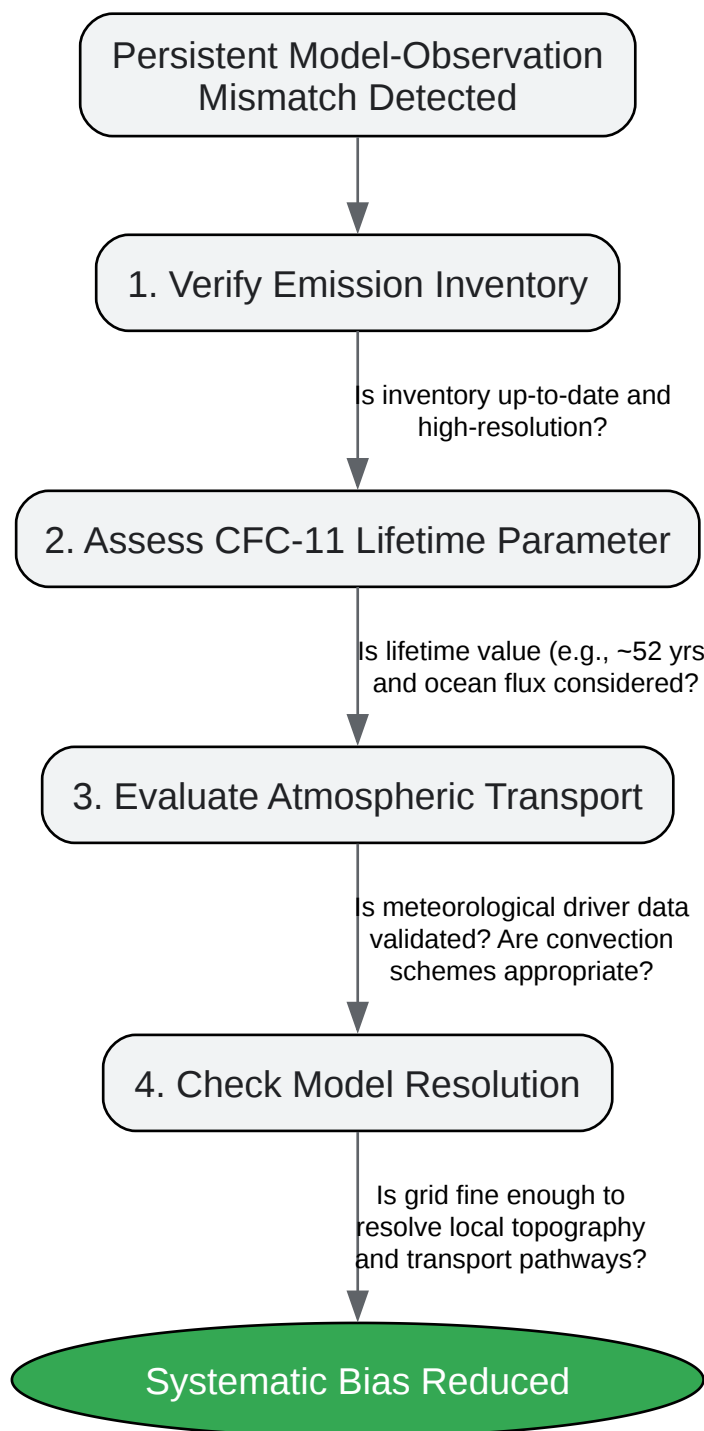 Persistent Model-Observation
Mismatch Detected
1. Verify Emission Inventory
Is inventory up-to-date and
high-resolution?
2. Assess CFC-11 Lifetime Parameter
Is lifetime value (e.g., ~52 yrs
and ocean flux considered?
3. Evaluate Atmospheric Transport
Is meteorological driver data
validated? Are convection
schemes appropriate?
4. Check Model Resolution
Is grid fine enough to
resolve local topography
and transport pathways?
Systematic Bias Reduced